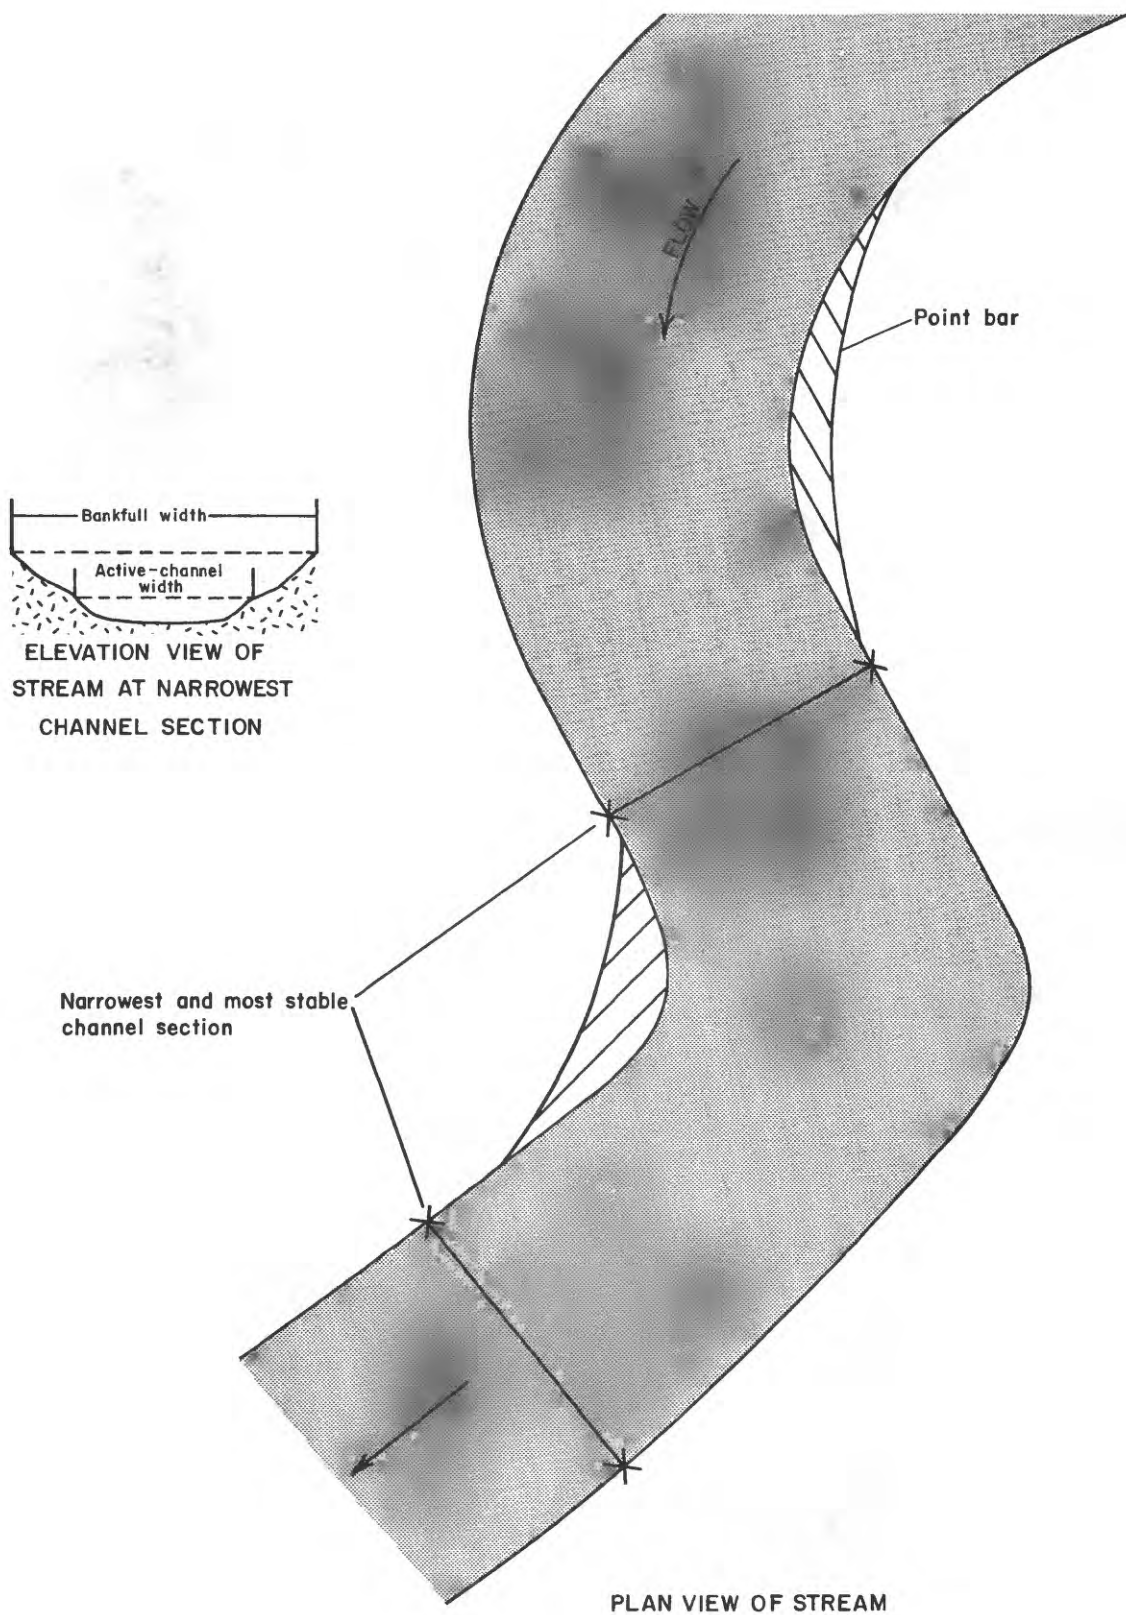 FLOW
Point bar
Bankfull width
Active-channel
width
ELEVATION VIEW OF
STREAM AT NARROWEST
CHANNEL SECTION
Narrowest and most stable
channel section
PLAN VIEW OF STREAM